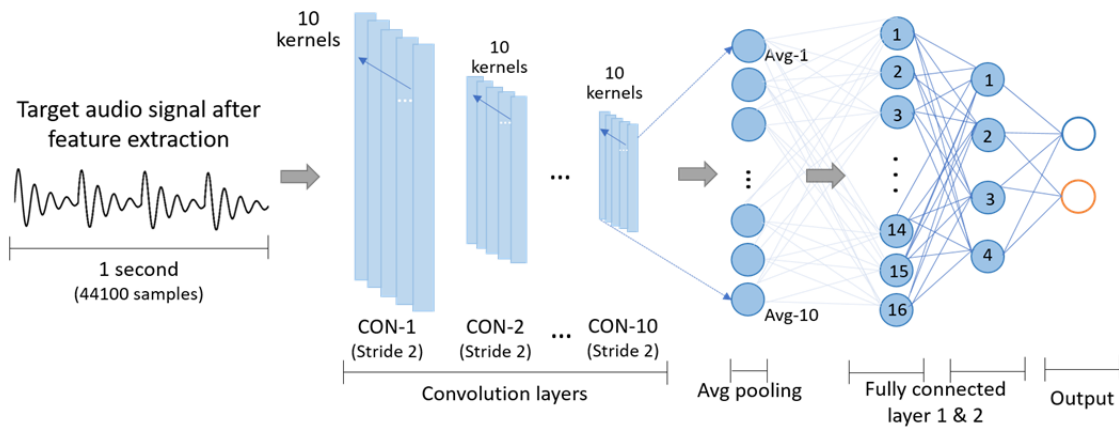 Target audio signal after
feature extraction
1 second
(44100 samples)
10
kernels
...
CON-1
(Stride 2)
10
kernels
...
CON-2
(Stride 2)
...
...
10
kernels
...
CON-10
(Stride 2)
Convolution layers
Avg-1
...
Avg-10
Avg pooling
1
2
3
...
14
15
16
1
2
3
4
Fully connected
layer 1 & 2
Output